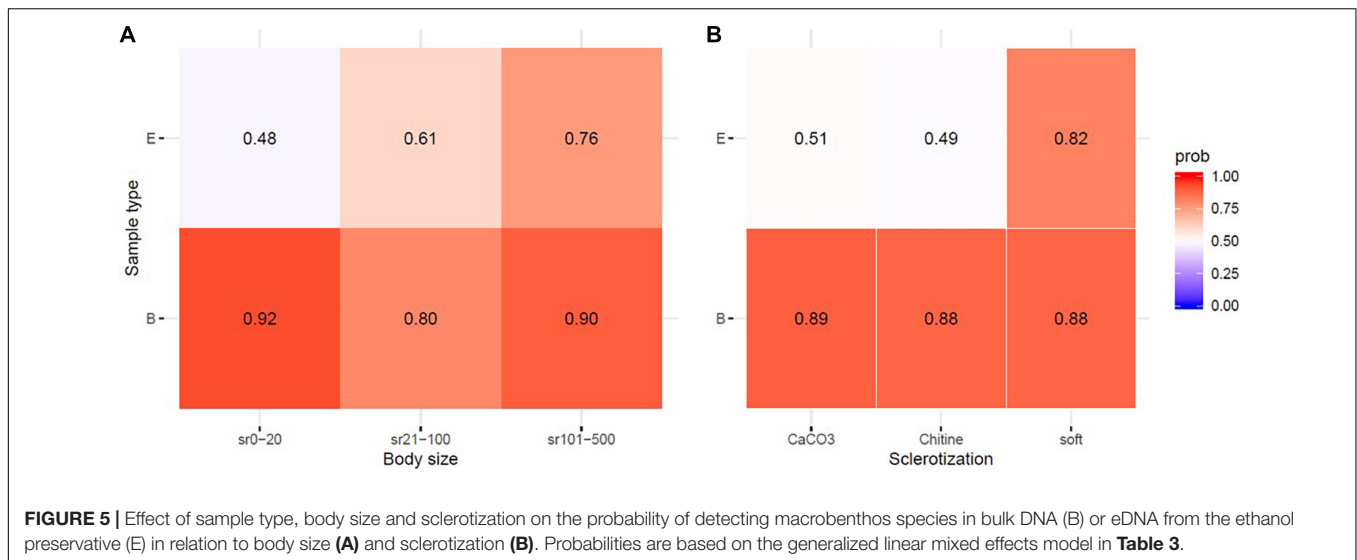 A
B
E
0.48
0.61
0.76
B
0.92
0.80
0.90
Sample type
sr0-20
sr21-100
sr101-500
Body size
E
0.51
0.49
0.82
B
0.89
0.88
0.88
CaCO3
Chitine
soft
Sclerotization
prob
1.00
0.75
0.50
0.25
0.00
FIGURE 5 | Effect of sample type, body size and sclerotization on the probability of detecting macrobenthos species in bulk DNA (B) or eDNA from the ethanol
preservative (E) in relation to body size (A) and sclerotization (B). Probabilities are based on the generalized linear mixed effects model in Table 3.